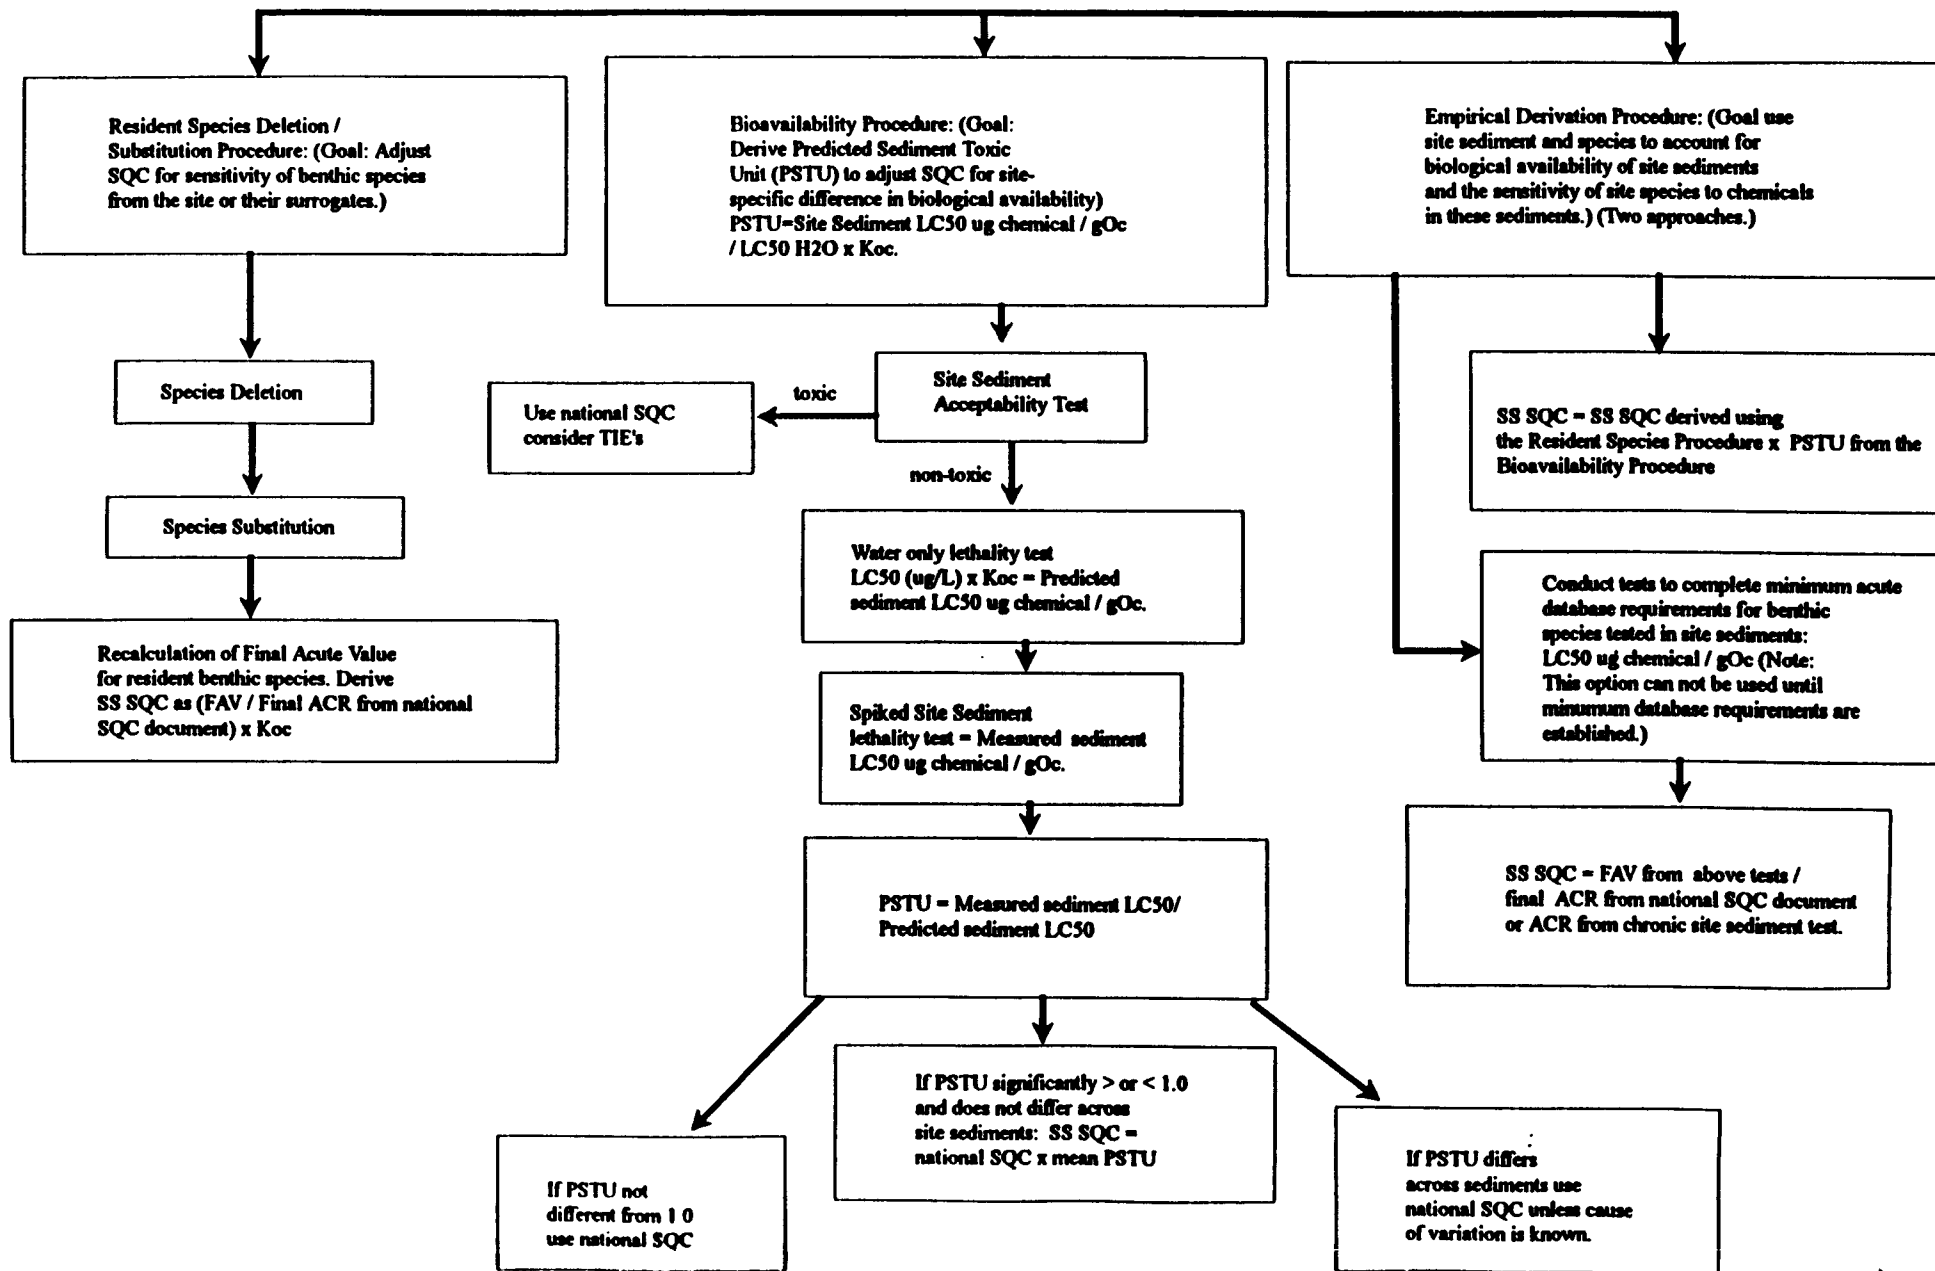 Resident Species Deletion /
Substitution Procedure: (Goal: Adjust
SQC for sensitivity of benthic species
from the site or their surrogates.)
Species Deletion
Species Substitution
Recalculation of Final Acute Value
for resident benthic species. Derive
SS SQC as (FAV / Final ACR from national
SQC document) x Koc
Bioavailability Procedure: (Goal:
Derive Predicted Sediment Toxic
Unit (PSTU) to adjust SQC for site-
specific difference in biological availability)
PSTU=Site Sediment LC50 ug chemical / gOc
/ LC50 H2O x Koc.
Site Sediment
Acceptability Test
toxic
Use national SQC
consider TIE's
non-toxic
Water only lethality test
LC50 (ug/L) x Koc = Predicted
sediment LC50 ug chemical / gOc.
Spiked Site Sediment
lethality test = Measured sediment
LC50 ug chemical / gOc.
PSTU = Measured sediment LC50/
Predicted sediment LC50
If PSTU not
different from 1 0
use national SQC
If PSTU significantly > or < 1.0
and does not differ across
site sediments: SS SQC =
national SQC x mean PSTU
If PSTU differs
across sediments use
national SQC unless cause
of variation is known.
Empirical Derivation Procedure: (Goal use
site sediment and species to account for
biological availability of site sediments
and the sensitivity of site species to chemicals
in these sediments.) (Two approaches.)
SS SQC = SS SQC derived using
the Resident Species Procedure x PSTU from the
Bioavailability Procedure
Conduct tests to complete minimum acute
database requirements for benthic
species tested in site sediments:
LC50 ug chemical / gOc (Note:
This option can not be used until
minumum database requirements are
established.)
SS SQC = FAV from above tests /
final ACR from national SQC document
or ACR from chronic site sediment test.